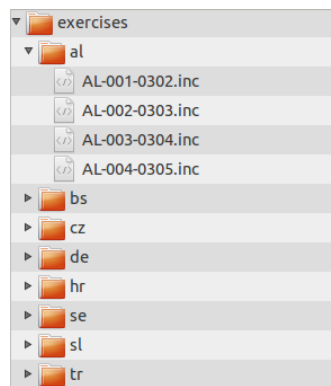 exercises
al
AL-001-0302.inc
AL-002-0303.inc
AL-003-0304.inc
AL-004-0305.inc
bs
cz
de
hr
se
sl
tr